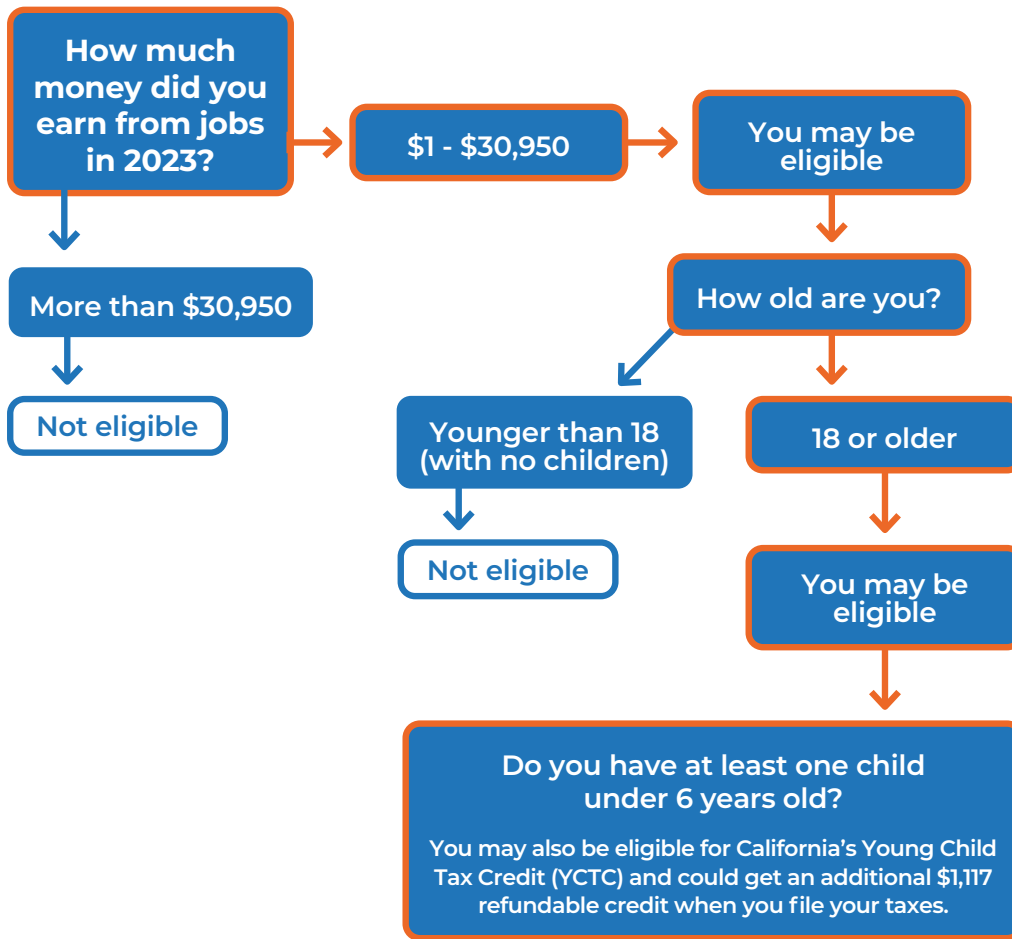 How much
money did you
earn from jobs
in 2023?
$1 - $30,950
You may be
eligible
More than $30,950
Not eligible
How old are you?
Younger than 18
(with no children)
Not eligible
18 or older
You may be
eligible
Do you have at least one child
under 6 years old?
You may also be eligible for California’s Young Child
Tax Credit (YCTC) and could get an additional $1,117
refundable credit when you file your taxes.